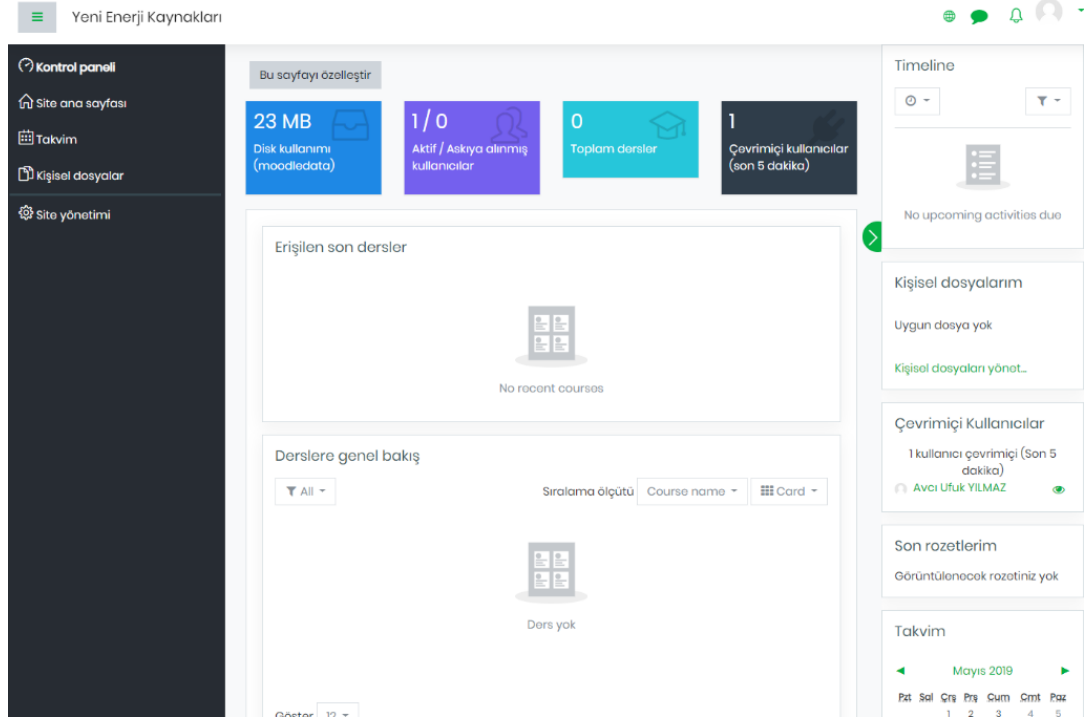 Yeni Enerji Kaynakları
Kontrol paneli
Site ana sayfası
Takvim
Kişisel dosyalar
Site yönetimi
Bu sayfayı özelleştir
23 MB
Disk kullanımı
(moodledata)
1 / 0
Aktif / Askıya alınmış
kullanıcılar
0
Toplam dersler
1
Çevrimiçi kullanıcılar
(son 5 dakika)
Erişilen son dersler
No recent courses
Derslere genel bakış
All
Sıralama ölçütü
Course name
Card
Ders yok
Göster 12
Timeline
No upcoming activities due
Kişisel dosyalarım
Uygun dosya yok
Kişisel dosyaları yönet...
Çevrimiçi Kullanıcılar
1 kullanıcı çevrimiçi (Son 5
dakika)
Avcı Ufuk YILMAZ
Son rozetlerim
Görüntülenecek rozetiniz yok
Takvim
◄ Mayıs 2019 ►
Pzt Sal Çrş Prş Cum Cmt Paz
1 2 3 4 5